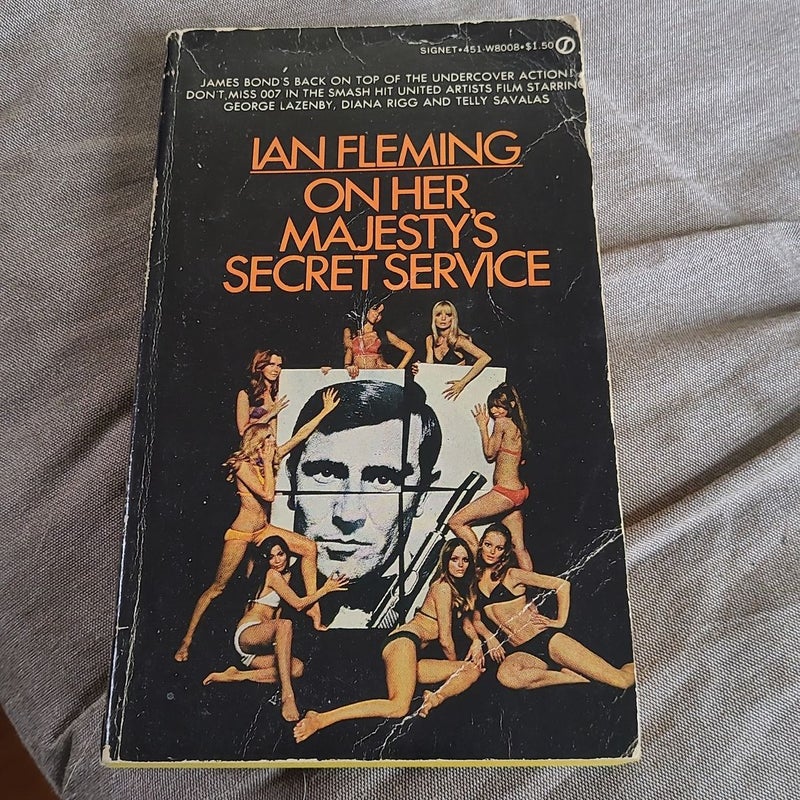 SIGNET•451-W8008•$1.50
JAMES BOND'S BACK ON TOP OF THE UNDERCOVER ACTION!
DON'T MISS 007 IN THE SMASH HIT UNITED ARTISTS FILM STARRING
GEORGE LAZENBY, DIANA RIGG AND TELLY SAVALAS
IAN FLEMING
ON HER
MAJESTY'S
SECRET SERVICE